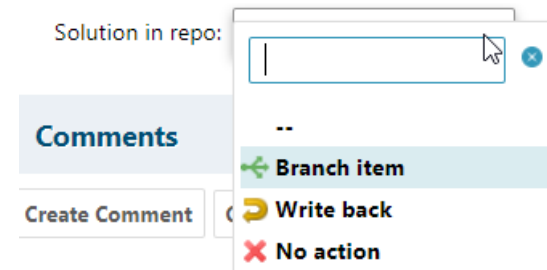 Solution in repo:
--
Comments
Branch item
Create Comment
Write back
No action